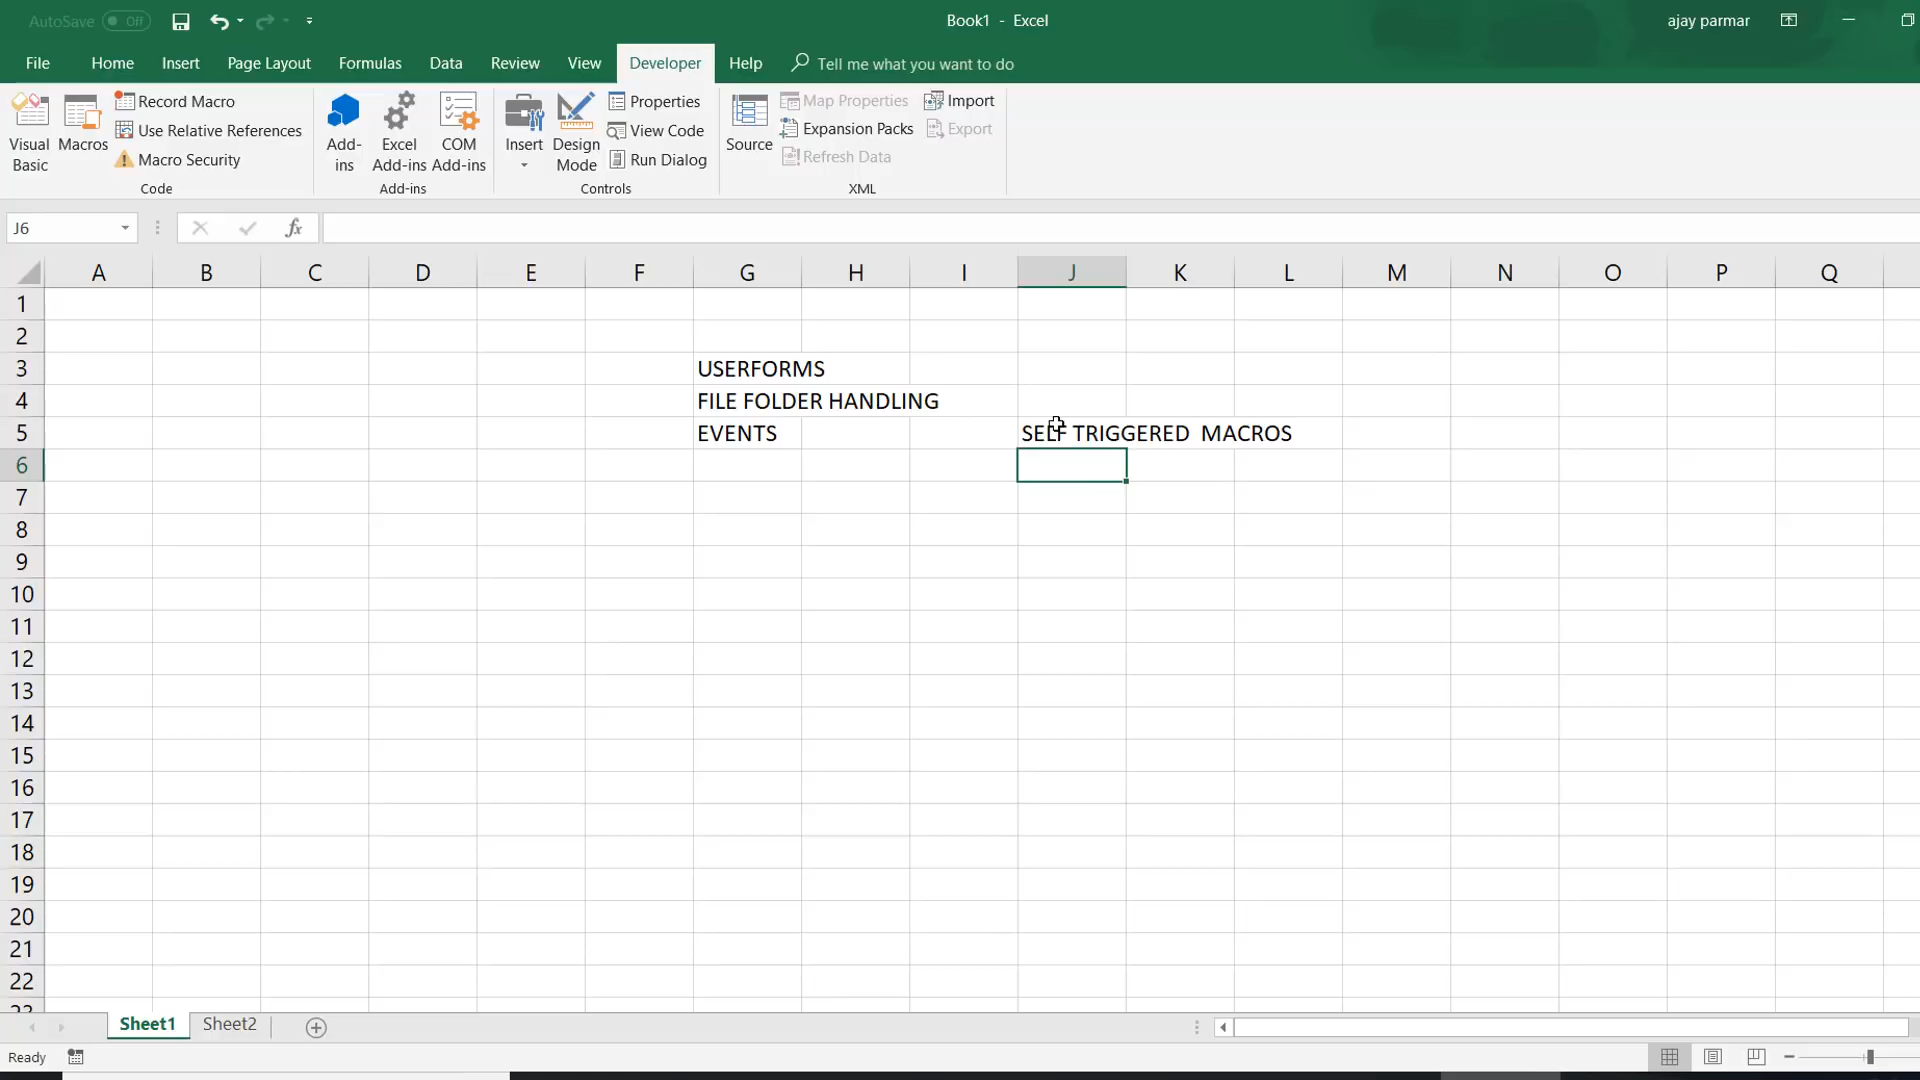 AutoSave Off
Book1 - Excel
ajay parmar
File Home Insert Page Layout Formulas Data Review View Developer Help Tell me what you want to do
Visual Basic
Macros
Record Macro
Use Relative References
Macro Security
Code
Add-ins
Excel Add-ins
COM Add-ins
Add-ins
Insert
Design Mode
Properties
View Code
Run Dialog
Controls
Source
Map Properties
Expansion Packs
Refresh Data
Import
Export
XML
J6
fx
A B C D E F G H I J K L M N O P Q
1
2
3 USERFORMS
4 FILE FOLDER HANDLING
5 EVENTS SELF TRIGGERED  MACROS
6
7
8
9
10
11
12
13
14
15
16
17
18
19
20
21
22
23
Sheet1 Sheet2
Ready